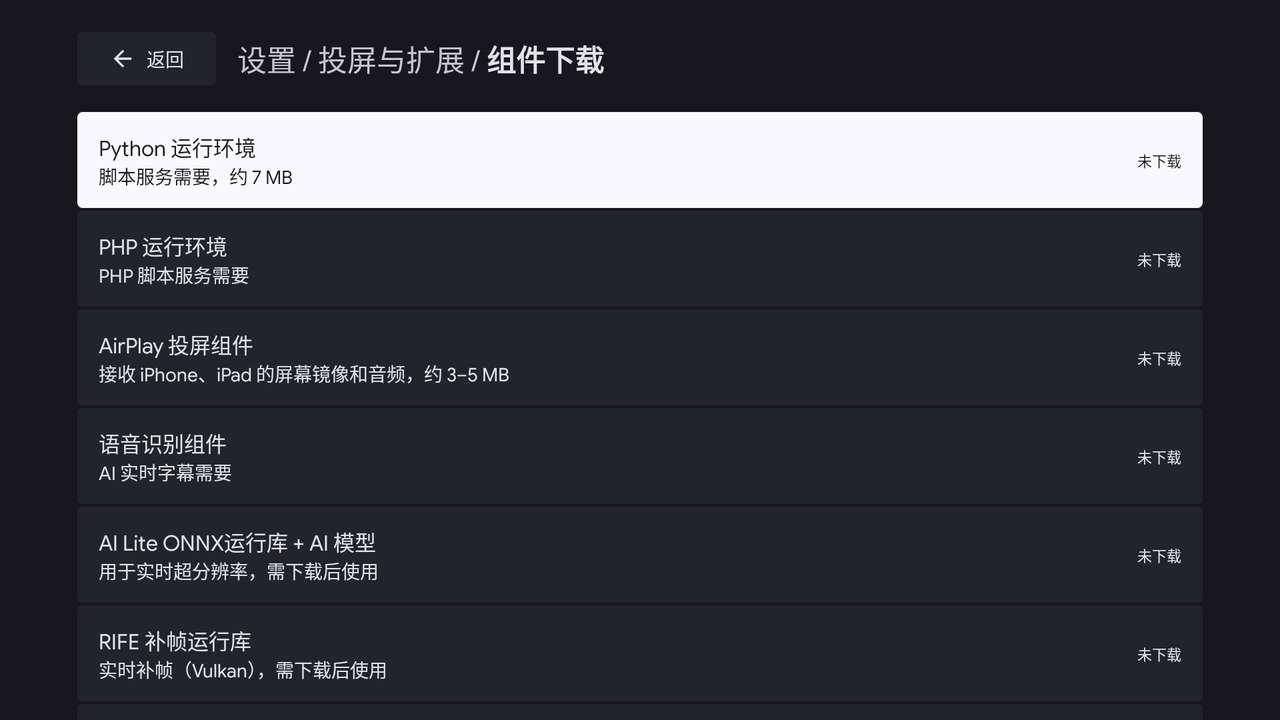 返回
设置 / 投屏与扩展 / 组件下载
Python 运行环境
脚本服务需要，约 7 MB
未下载
PHP 运行环境
PHP 脚本服务需要
未下载
AirPlay 投屏组件
接收 iPhone、iPad 的屏幕镜像和音频，约 3–5 MB
未下载
语音识别组件
AI 实时字幕需要
未下载
AI Lite ONNX运行库 + AI 模型
用于实时超分辨率，需下载后使用
未下载
RIFE 补帧运行库
实时补帧（Vulkan），需下载后使用
未下载